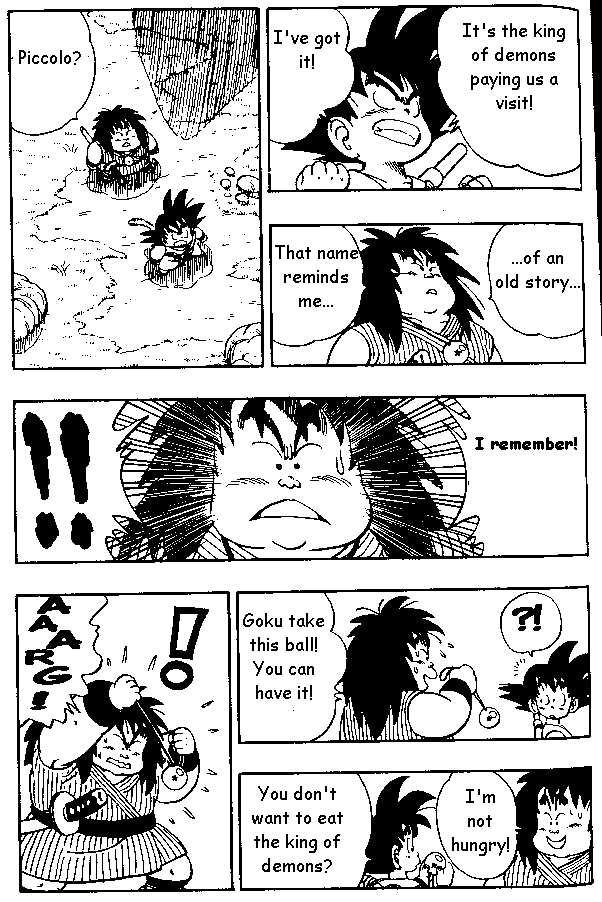 Piccolo?
I've got
it!
It's the king
of demons
paying us a
visit!
That name
reminds
me...
...of an
old story...
!!
I remember!
AAARG!
!
Goku take
this ball!
You can
have it!
?!
You don't
want to eat
the king of
demons?
I'm
not
hungry!